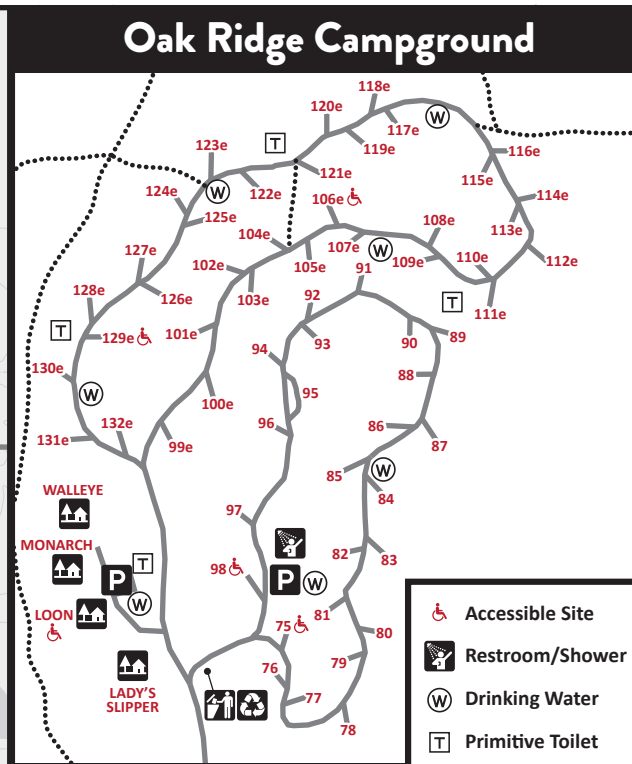 Oak Ridge Campground
118e
120e
W
117e
123e
T
119e
116e
121e
115e
124e
W
122e
106e
114e
125e
104e
108e
113e
127e
107e
W
102e
105e
109e
110e
112e
128e
126e
103e
91
T
111e
92
T
129e
101e
93
90
89
130e
94
88
W
95
100e
132e
96
86
87
131e
99e
85
W
84
WALLEYE
97
MONARCH
82
83
T
98
P
P
W
W
81
LOON
75
80
76
79
LADY'S
SLIPPER
77
78
Accessible Site
Restroom/Shower
W Drinking Water
T Primitive Toilet